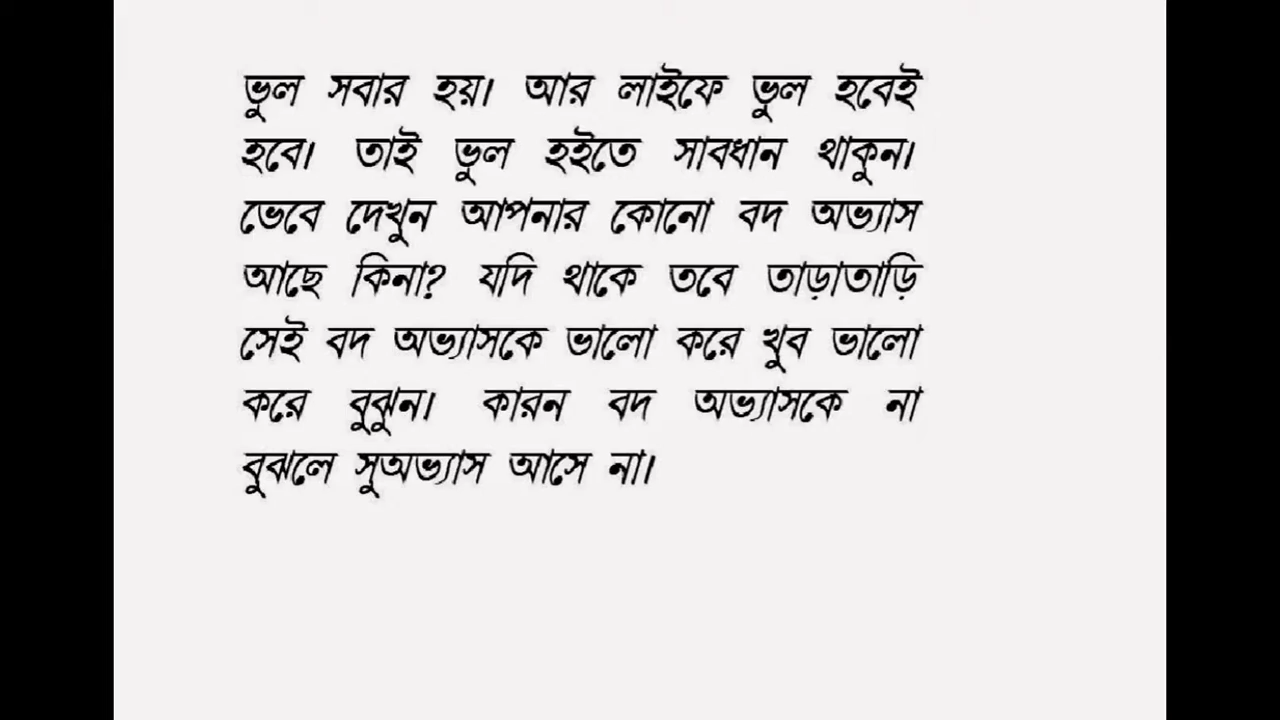 ভুল সবার হয়। আর লাইফে ভুল হবেই
হবে। তাই ভুল হইতে সাবধান থাকুন।
ভেবে দেখুন আপনার কোনো বদ অভ্যাস
আছে কিনা? যদি থাকে তবে তাড়াতাড়ি
সেই বদ অভ্যাসকে ভালো করে খুব ভালো
করে বুঝুন। কারন বদ অভ্যাসকে না
বুঝলে সুঅভ্যাস আসে না।